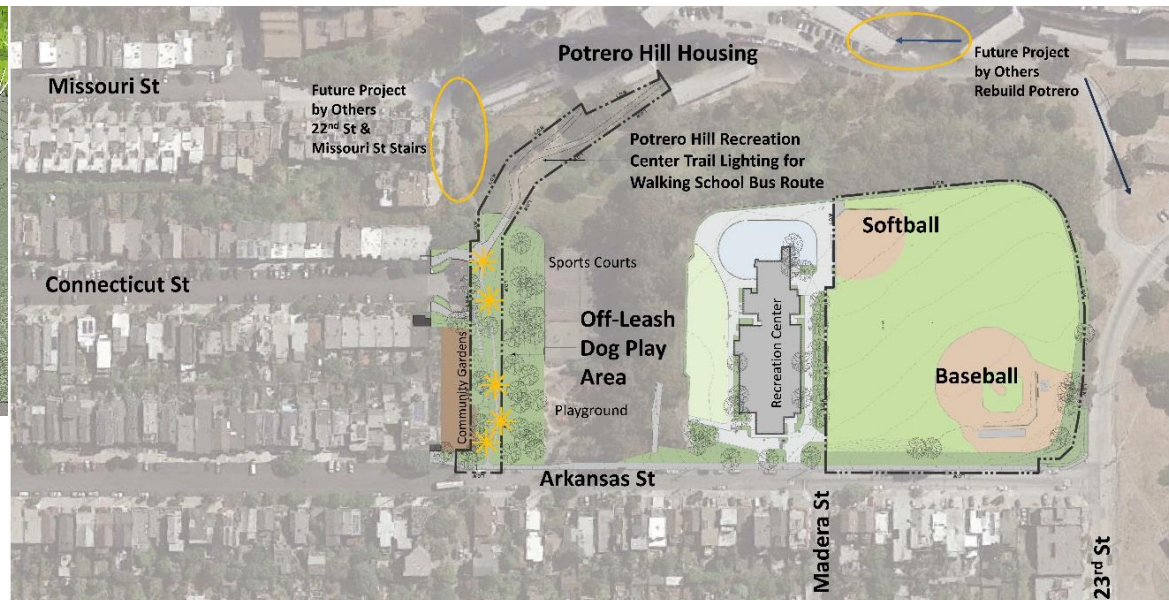 Potrero Hill Housing
Missouri St
Future Project
by Others
22nd St &
Missouri St Stairs
Future Project
by Others
Rebuild Potrero
Potrero Hill Recreation
Center Trail Lighting for
Walking School Bus Route
Softball
Sports Courts
Connecticut St
Off-Leash
Dog Play
Area
Community Gardens
Recreation Center
Baseball
Playground
Arkansas St
Madera St
23rd St